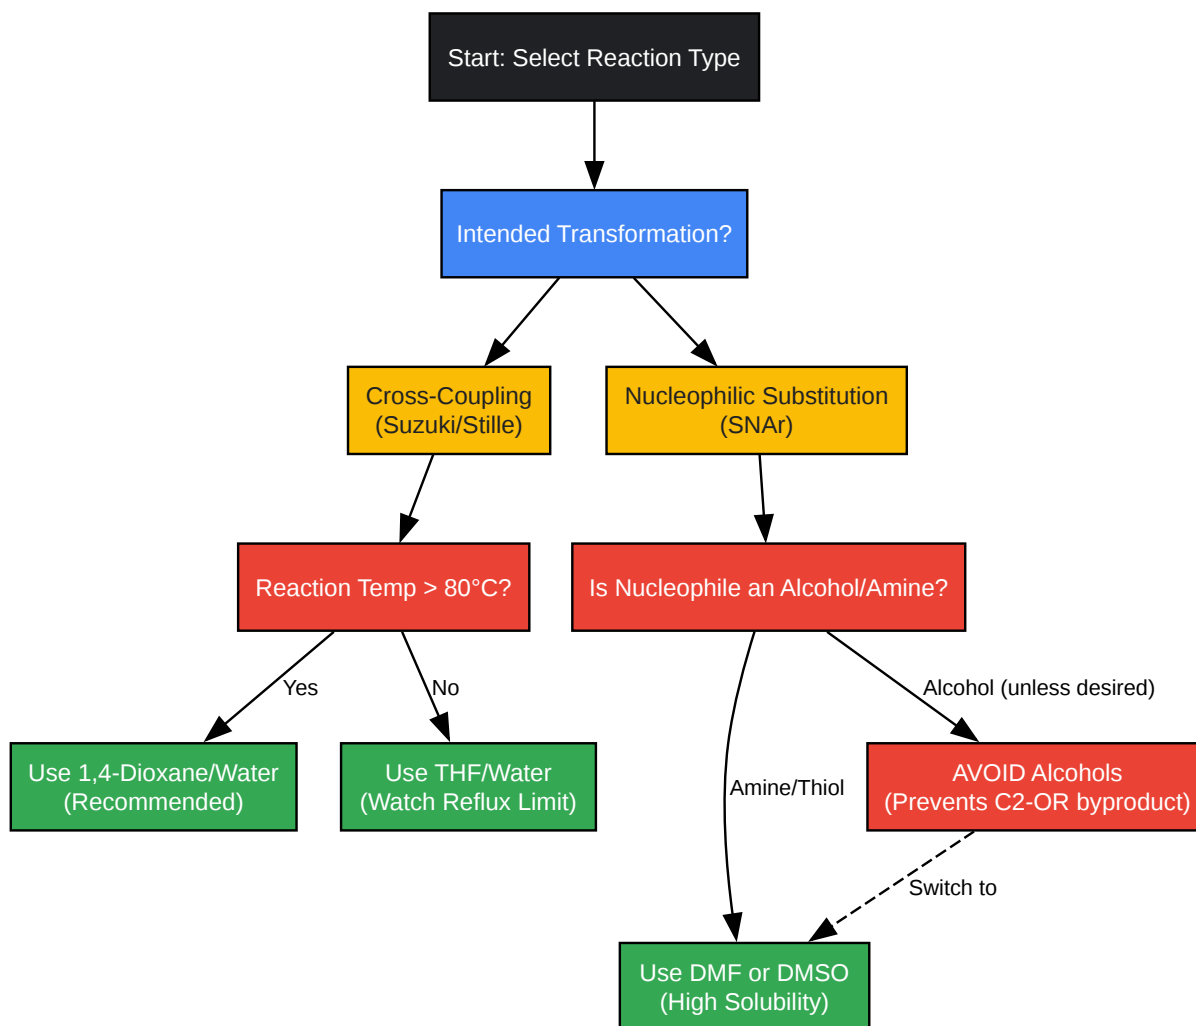 Start: Select Reaction Type
Intended Transformation?
Cross-Coupling
(Suzuki/Stille)
Nucleophilic Substitution
(SNAr)
Reaction Temp > 80°C?
Is Nucleophile an Alcohol/Amine?
Yes
No
Alcohol (unless desired)
Use 1,4-Dioxane/Water
(Recommended)
Use THF/Water
(Watch Reflux Limit)
Amine/Thiol
AVOID Alcohols
(Prevents C2-OR byproduct)
Switch to
Use DMF or DMSO
(High Solubility)